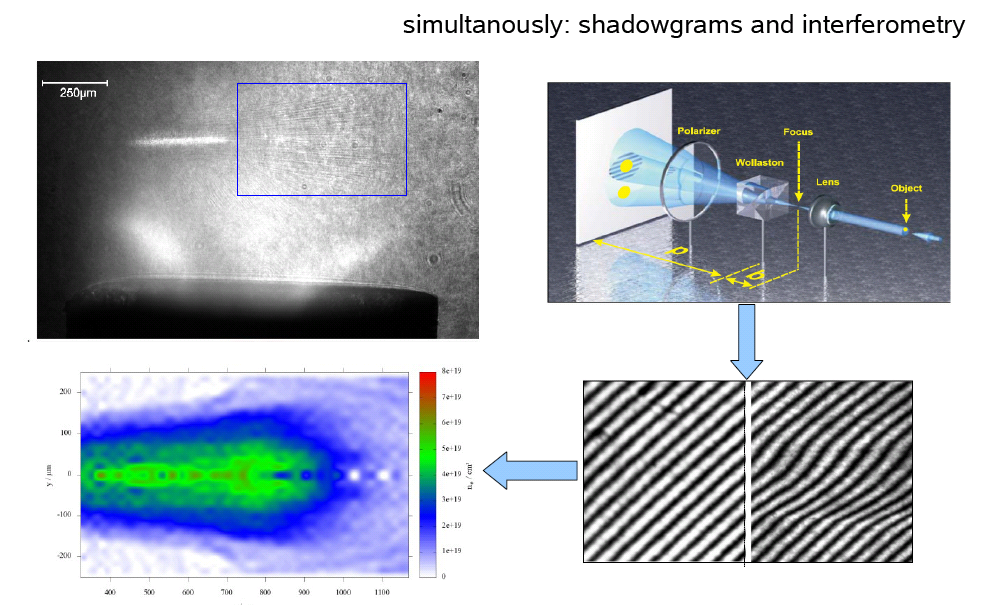 simultanously: shadowgrams and interferometry
250µm
Polarizer
Focus
Wollaston
Lens
Object
b
a
8e+19
7e+19
6e+19
5e+19
4e+19
3e+19
2e+19
1e+19
0
200
100
0
-100
-200
y / µm
400
500
600
700
800
900
1000
1100